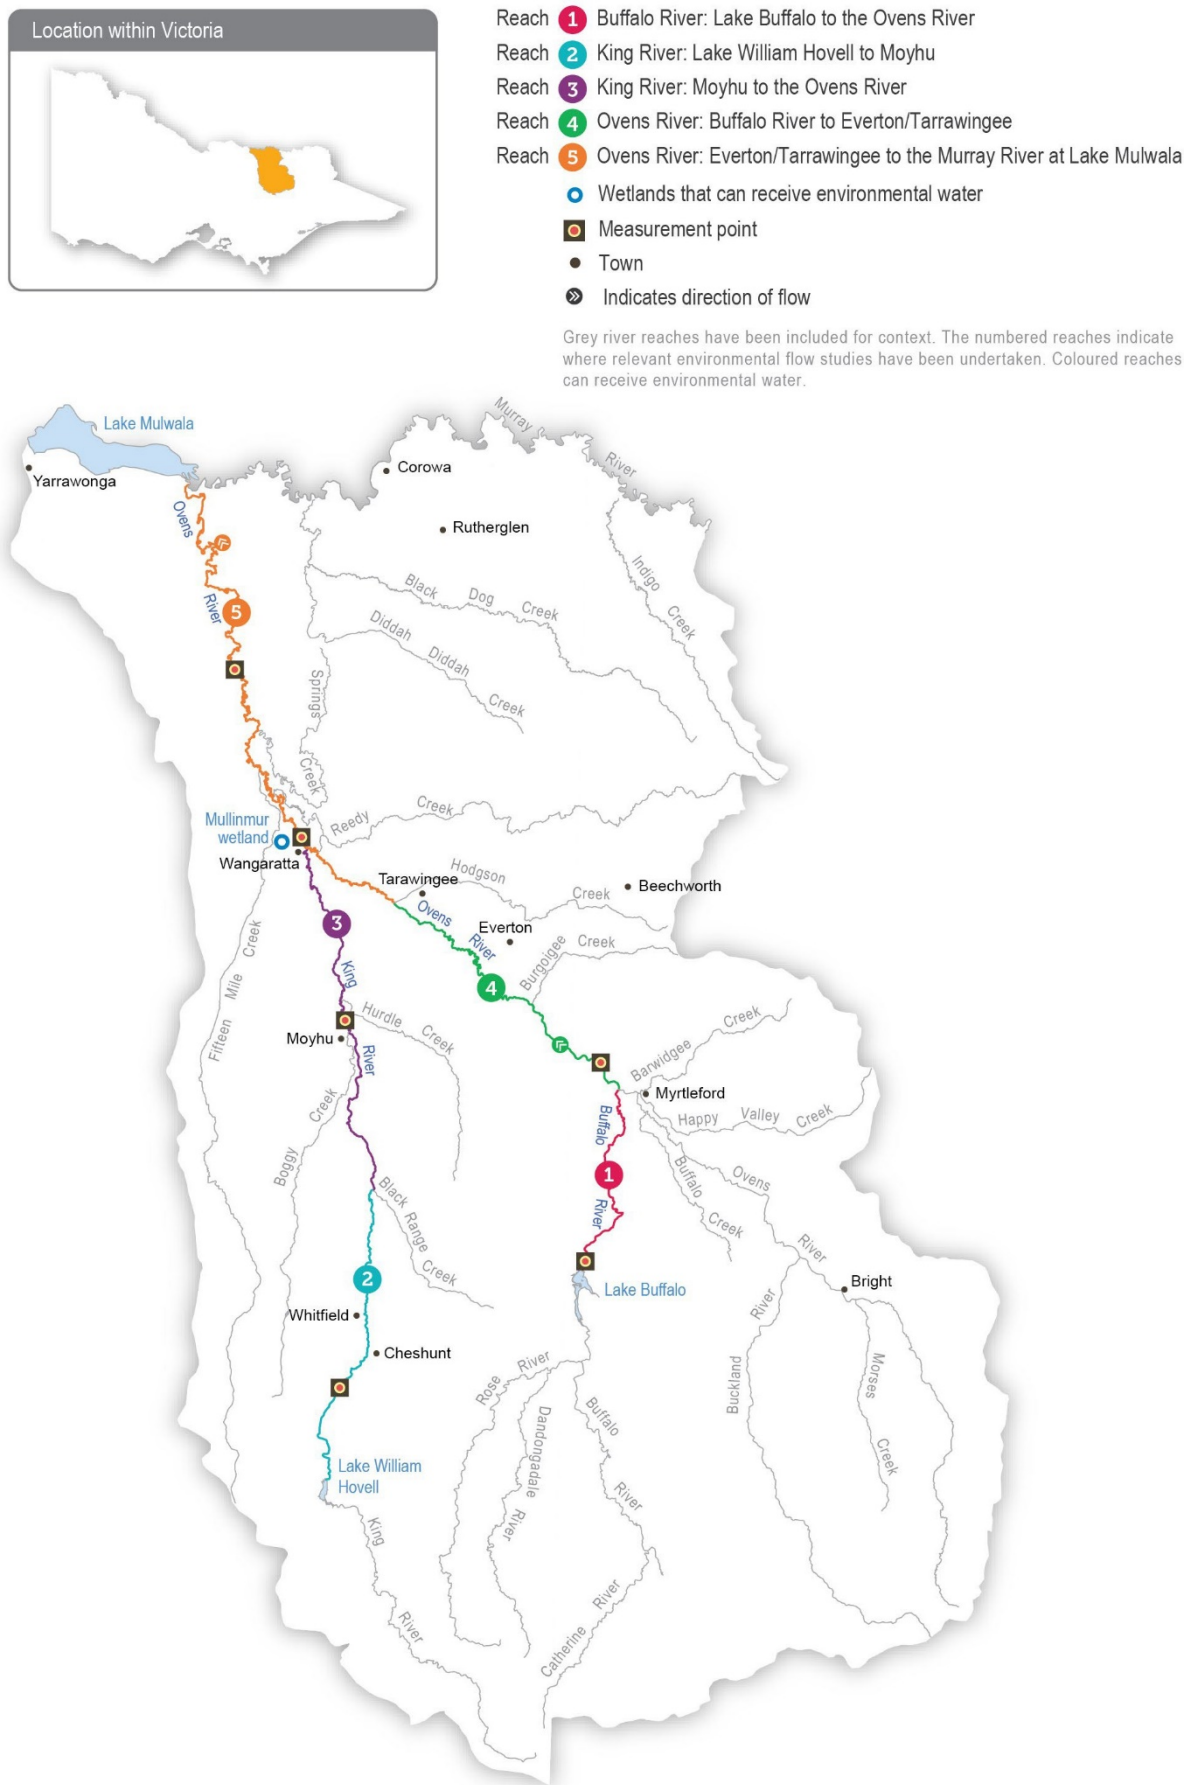 Location within Victoria
Reach 1 Buffalo River: Lake Buffalo to the Ovens River
Reach 2 King River: Lake William Hovell to Moyhu
Reach 3 King River: Moyhu to the Ovens River
Reach 4 Ovens River: Buffalo River to Everton/Tarrawingee
Reach 5 Ovens River: Everton/Tarrawingee to the Murray River at Lake Mulwala
Wetlands that can receive environmental water
Measurement point
Town
Indicates direction of flow
Grey river reaches have been included for context. The numbered reaches indicate
where relevant environmental flow studies have been undertaken. Coloured reaches
can receive environmental water.
Lake Mulwala
Murray River
Yarrawonga
Corowa
Ovens River
Rutherglen
Indigo Creek
Black Dog Creek
5
Diddah Diddah Creek
Springs Creek
Reedy Creek
Mullinmur
wetland
Wangaratta
Tarawingee
Hodgson Creek
Beechworth
3
Ovens River
Everton
Burgoigee Creek
Fifteen Mile Creek
King River
4
Hurdle Creek
Moyhu
Barwidgee Creek
Myrtleford
Happy Valley Creek
Boggy Creek
Buffalo River
1
Buffalo Creek
Ovens River
Black Range Creek
2
Lake Buffalo
Bright
Whitfield
Cheshunt
Rose River
Dandongadale River
Buffalo River
Buckland River
Morses Creek
Lake William
Hovell
King River
Catherine River